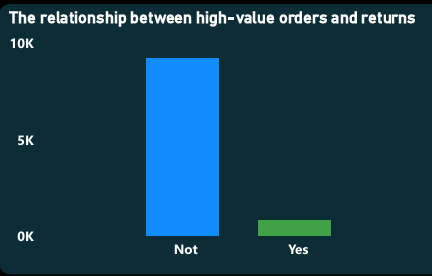 The relationship between high-value orders and returns
10K
5K
0K
Not
Yes